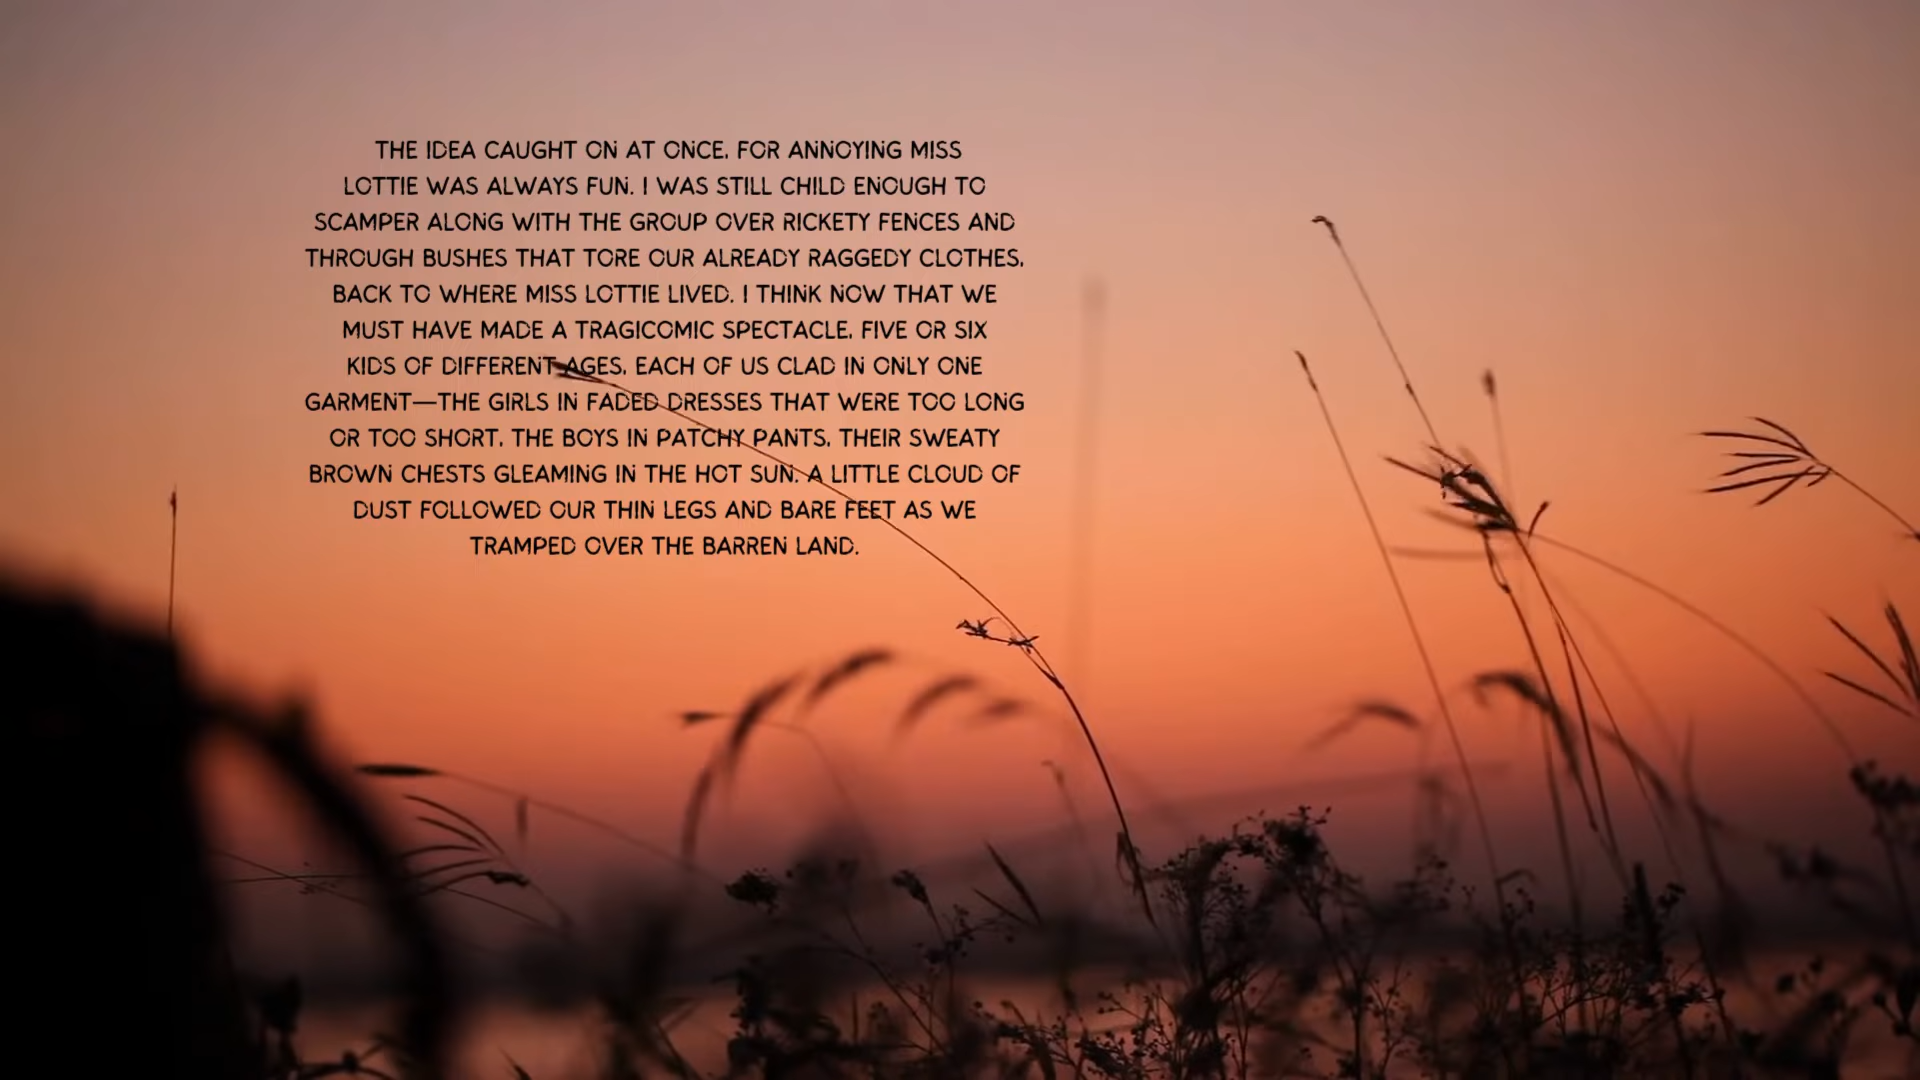 THE IDEA CAUGHT ON AT ONCE, FOR ANNOYING MISS
LOTTIE WAS ALWAYS FUN. I WAS STILL CHILD ENOUGH TO
SCAMPER ALONG WITH THE GROUP OVER RICKETY FENCES AND
THROUGH BUSHES THAT TORE OUR ALREADY RAGGEDY CLOTHES,
BACK TO WHERE MISS LOTTIE LIVED. I THINK NOW THAT WE
MUST HAVE MADE A TRAGICOMIC SPECTACLE, FIVE OR SIX
KIDS OF DIFFERENT AGES, EACH OF US CLAD IN ONLY ONE
GARMENT—THE GIRLS IN FADED DRESSES THAT WERE TOO LONG
OR TOO SHORT, THE BOYS IN PATCHY PANTS, THEIR SWEATY
BROWN CHESTS GLEAMING IN THE HOT SUN. A LITTLE CLOUD OF
DUST FOLLOWED OUR THIN LEGS AND BARE FEET AS WE
TRAMPED OVER THE BARREN LAND.